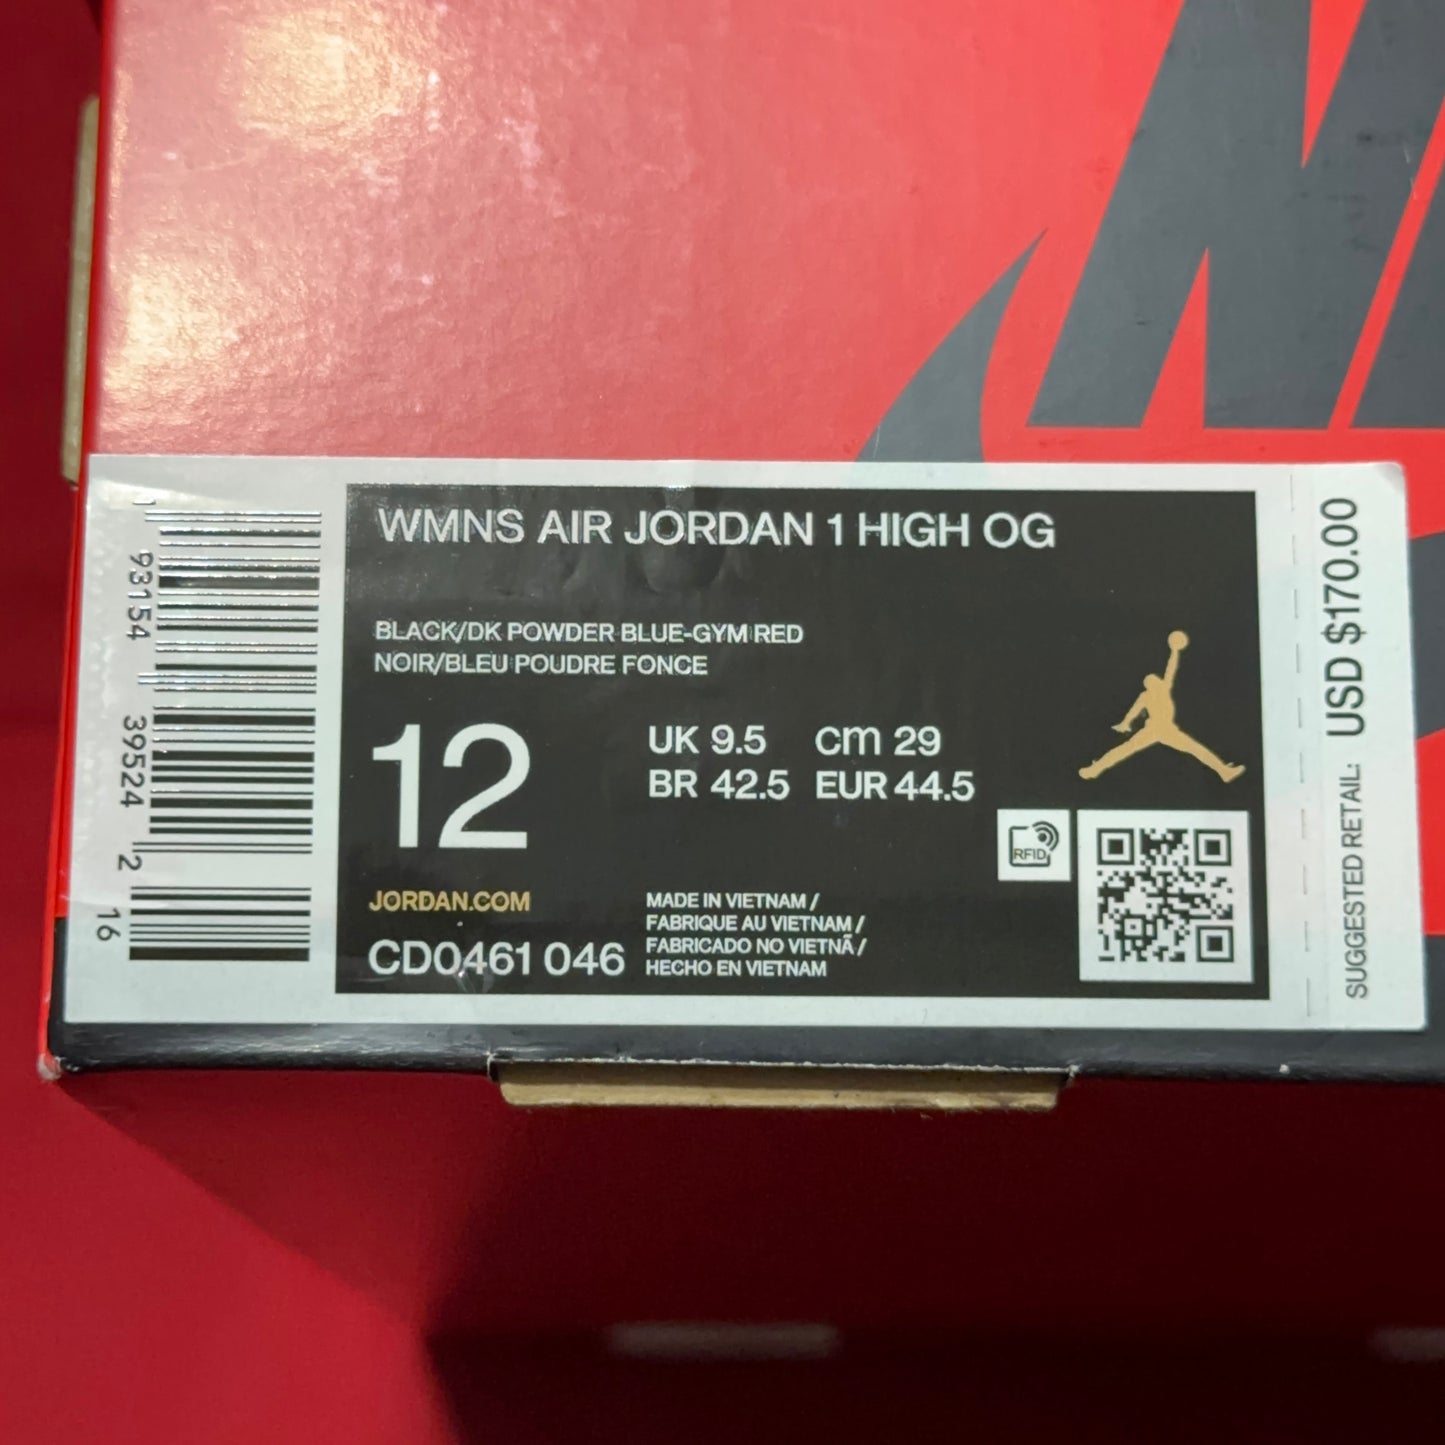 WMNS AIR JORDAN 1 HIGH OG
BLACK/DK POWDER BLUE-GYM RED
NOIR/BLEU POUDRE FONCE
12
UK 9.5 cm 29
BR 42.5 EUR 44.5
RFID
JORDAN.COM
CD0461 046
MADE IN VIETNAM /
FABRIQUE AU VIETNAM /
FABRICADO NO VIETNÃ /
HECHO EN VIETNAM
1 93154 39524 2 16
SUGGESTED RETAIL: USD $170.00